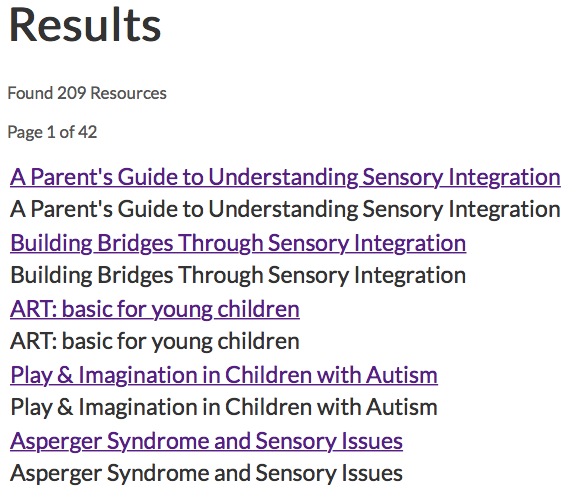 Results
Found 209 Resources
Page 1 of 42
A Parent's Guide to Understanding Sensory Integration
A Parent's Guide to Understanding Sensory Integration
Building Bridges Through Sensory Integration
Building Bridges Through Sensory Integration
ART: basic for young children
ART: basic for young children
Play & Imagination in Children with Autism
Play & Imagination in Children with Autism
Asperger Syndrome and Sensory Issues
Asperger Syndrome and Sensory Issues